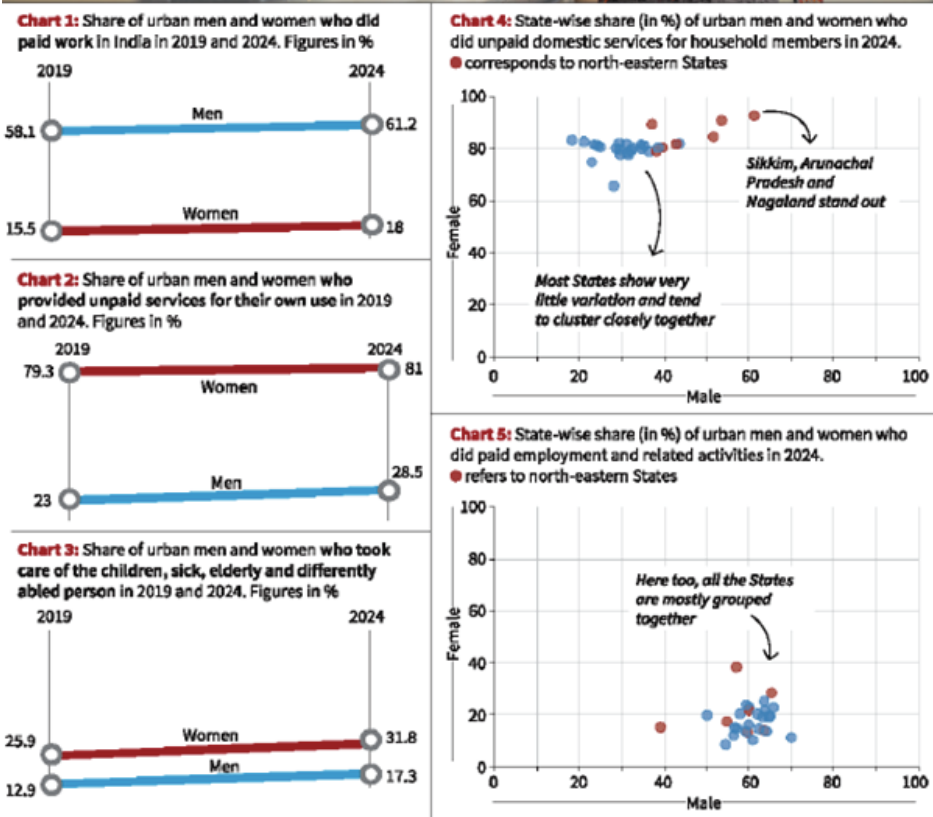 Chart 1: Share of urban men and women who did
paid work in India in 2019 and 2024. Figures in %
2019
2024
Men
58.1
61.2
Women
15.5
18
Chart 2: Share of urban men and women who
provided unpaid services for their own use in 2019
and 2024. Figures in %
2019
2024
79.3
81
Women
28.5
Men
23
Chart 3: Share of urban men and women who took
care of the children, sick, elderly and differently
abled person in 2019 and 2024. Figures in %
2019
2024
25.9
Women
31.8
Men
12.9
17.3
Chart 4: State-wise share (in %) of urban men and women who
did unpaid domestic services for household members in 2024.
corresponds to north-eastern States
100
80
60
40
20
0
Female
Sikkim, Arunachal
Pradesh and
Nagaland stand out
Most States show very
little variation and tend
to cluster closely together
0
20
40
60
80
100
Male
Chart 5: State-wise share (in %) of urban men and women who
did paid employment and related activities in 2024.
refers to north-eastern States
100
80
60
40
20
0
Female
Here too, all the States
are mostly grouped
together
0
20
40
60
80
100
Male